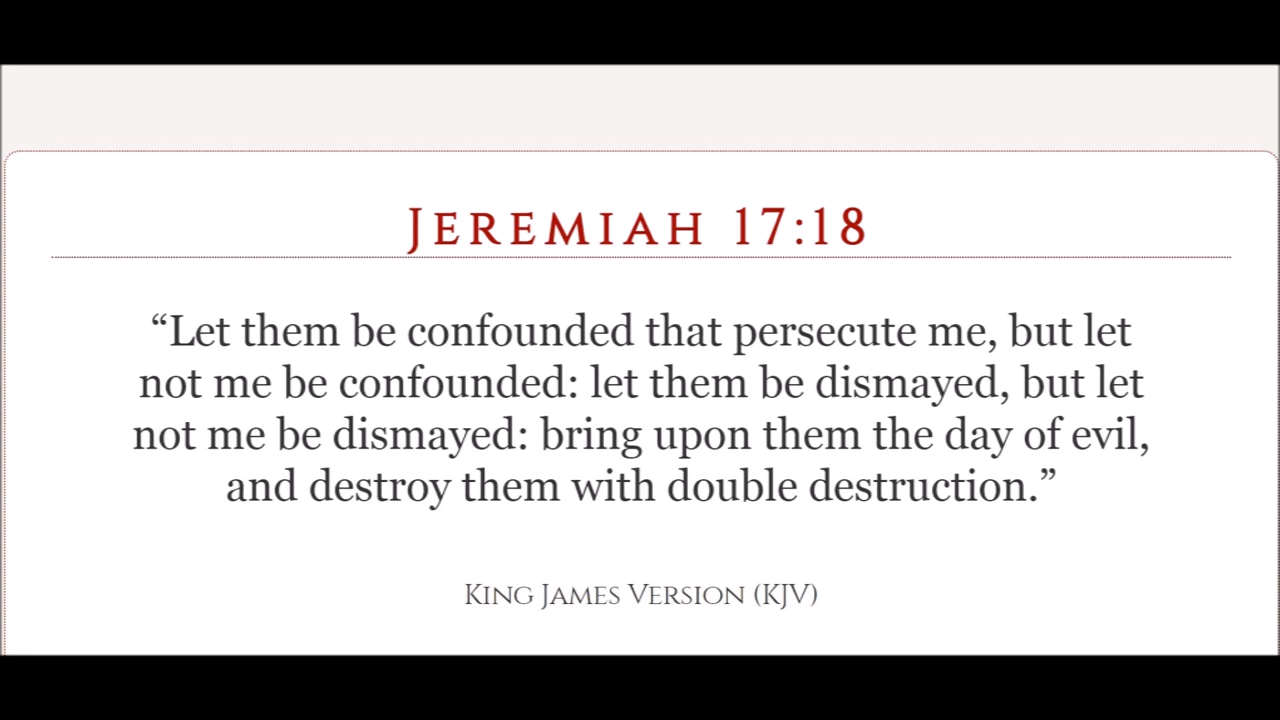 Jeremiah 17:18
“Let them be confounded that persecute me, but let
not me be confounded: let them be dismayed, but let
not me be dismayed: bring upon them the day of evil,
and destroy them with double destruction.”
King James Version (KJV)